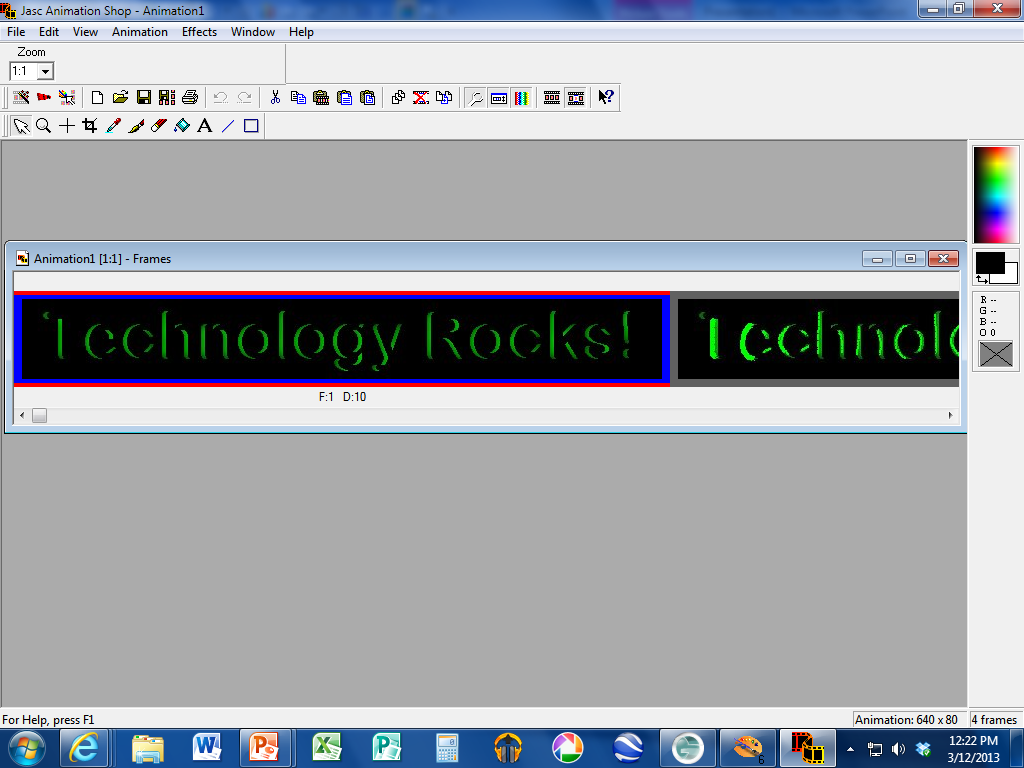 Jasc Animation Shop - Animation1
File Edit View Animation Effects Window Help
Zoom
1:1
Animation1 [1:1] - Frames
Technology Rocks! Technolo
F:1 D:10
R --
G --
B --
O 0
For Help, press F1
Animation: 640 x 80 4 frames
12:22 PM
3/12/2013
6